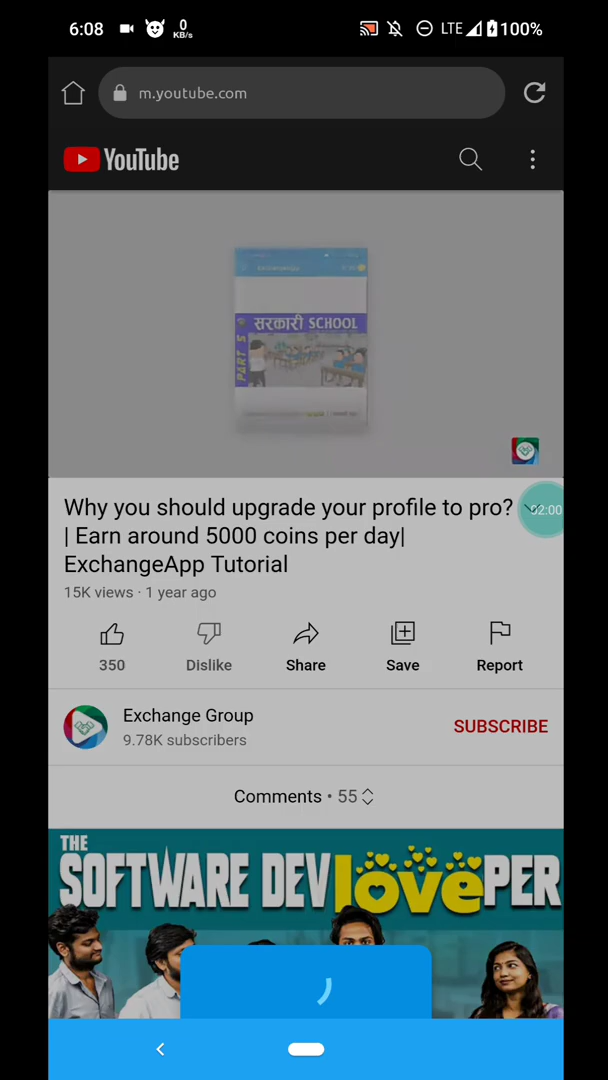 6:08
0
KB/s
LTE
100%
m.youtube.com
YouTube
सरकारी SCHOOL
PART 5
Why you should upgrade your profile to pro?
| Earn around 5000 coins per day|
ExchangeApp Tutorial
02:00
15K views · 1 year ago
350
Dislike
Share
Save
Report
Exchange Group
9.78K subscribers
SUBSCRIBE
Comments • 55
THE
SOFTWARE DEVlovePER